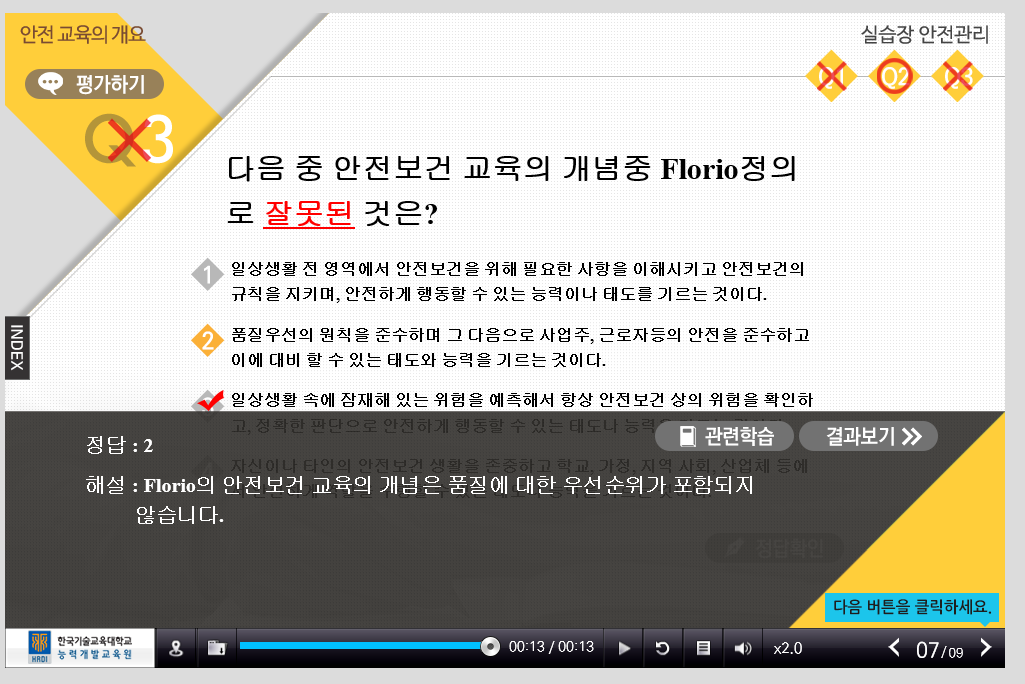 안전 교육의 개요
실습장 안전관리
평가하기
Q1 Q2 Q3
Q3
다음 중 안전보건 교육의 개념중 Florio정의
로 잘못된 것은?
1 일상생활 전 영역에서 안전보건을 위해 필요한 사항을 이해시키고 안전보건의
규칙을 지키며, 안전하게 행동할 수 있는 능력이나 태도를 기르는 것이다.
2 품질우선의 원칙을 준수하며 그 다음으로 사업주, 근로자등의 안전을 준수하고
이에 대비 할 수 있는 태도와 능력을 기르는 것이다.
INDEX
일상생활 속에 잠재해 있는 위험을 예측해서 항상 안전보건 상의 위험을 확인하
고, 정확한 판단으로 안전하게 행동할 수 있는 태도나 능력
관련학습
결과보기
정답 : 2
자신이나 타인의 안전보건 생활을 존중하고 학교, 가정, 지역 사회, 산업체 등에
해설 : Florio의 안전보건 교육의 개념은 품질에 대한 우선순위가 포함되지
않습니다.
정답확인
다음 버튼을 클릭하세요.
한국기술교육대학교
능력개발교육원
HRDI
00:13 / 00:13
x2.0
07/09